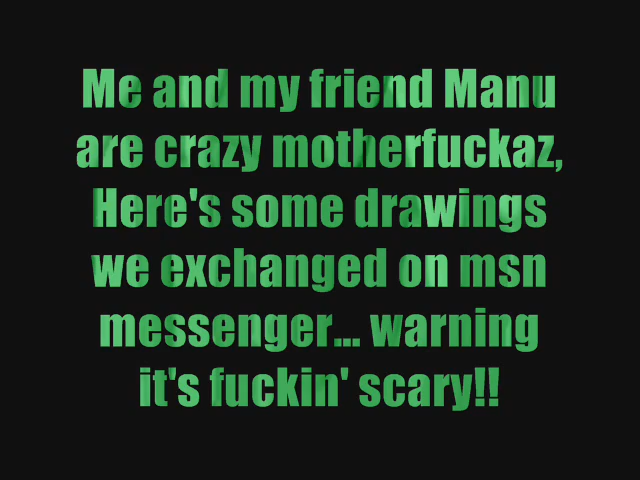 Me and my friend Manu
are crazy motherfuckaz,
Here's some drawings
we exchanged on msn
messenger... warning
it's fuckin' scary!!